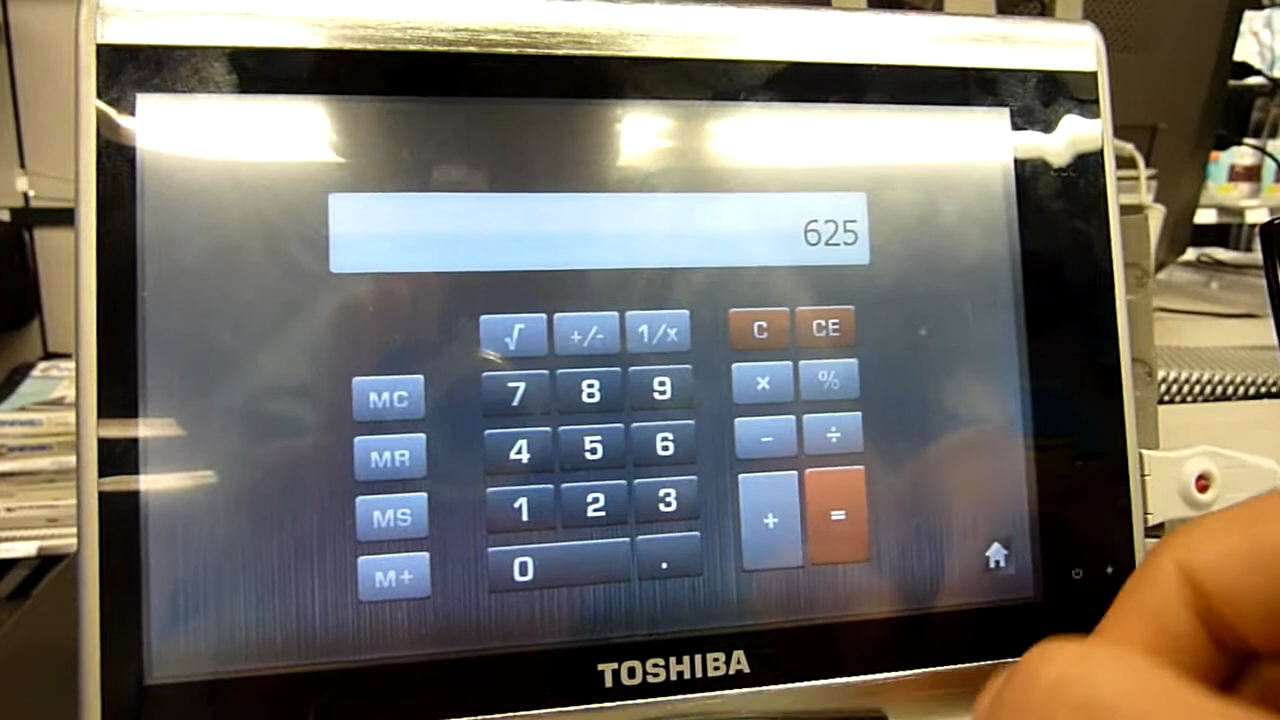 625
√ +/- 1/x C CE
MC 7 8 9 × %
MR 4 5 6 − ÷
MS 1 2 3 + =
M+ 0 .
TOSHIBA